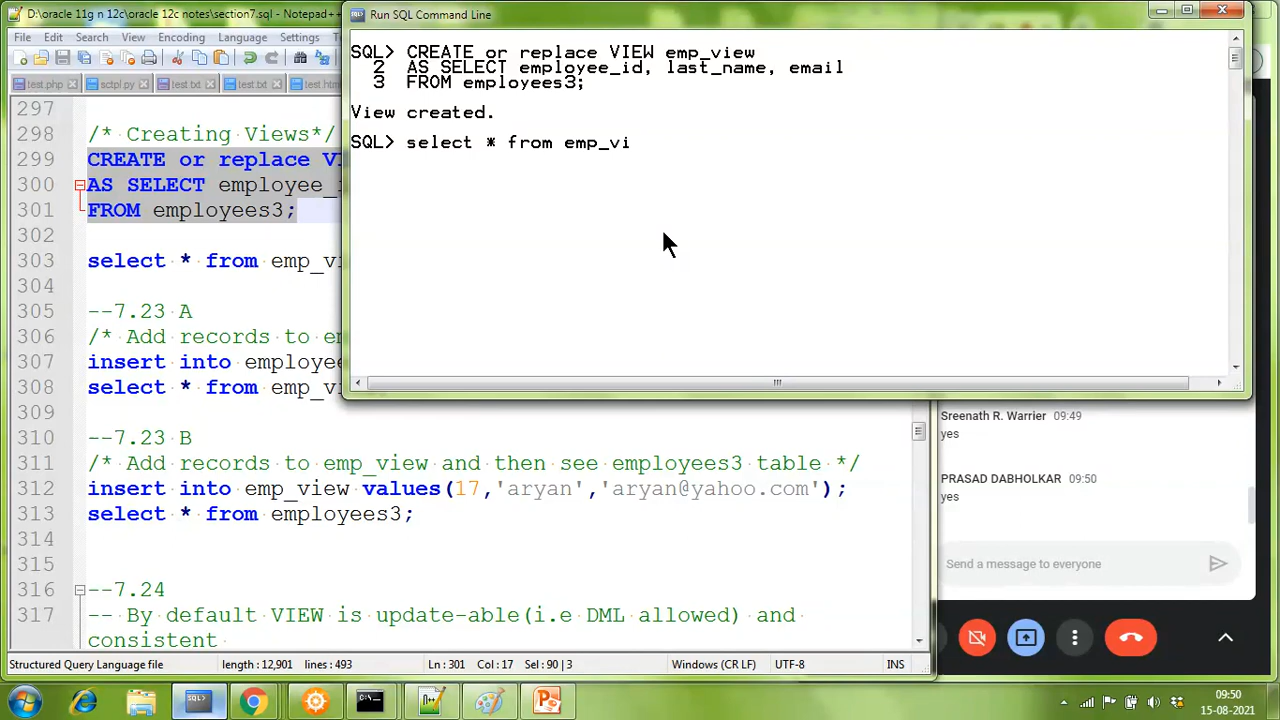 D:\oracle 11g n 12c\oracle 12c notes\section7.sql - Notepad++
File Edit Search View Encoding Language Settings
test.php sctpl.py test.txt test.txt
297
298 /* Creating Views*/
299 CREATE or replace
300 AS SELECT employee_
301 FROM employees3;
302
303 select * from
304
305 --7.23 A
306 /* Add records to
307 insert into
308 select * from
309
310 --7.23 B
311 /* Add records to emp_view and then see employees3 table */
312 insert into emp_view values(17,'aryan','aryan@yahoo.com');
313 select * from employees3;
314
315
316 --7.24
317 -- By default VIEW is update-able(i.e DML allowed) and
consistent
Structured Query Language file length : 12,901 lines : 493 Ln : 301 Col : 17 Sel : 90 | 3 Windows (CR LF) UTF-8 INS
Run SQL Command Line
SQL> CREATE or replace VIEW emp_view
2 AS SELECT employee_id, last_name, email
3 FROM employees3;
View created.
SQL> select * from emp_vi
Sreenath R. Warrier 09:49
yes
PRASAD DABHOLKAR 09:50
yes
Send a message to everyone
09:50
15-08-2021